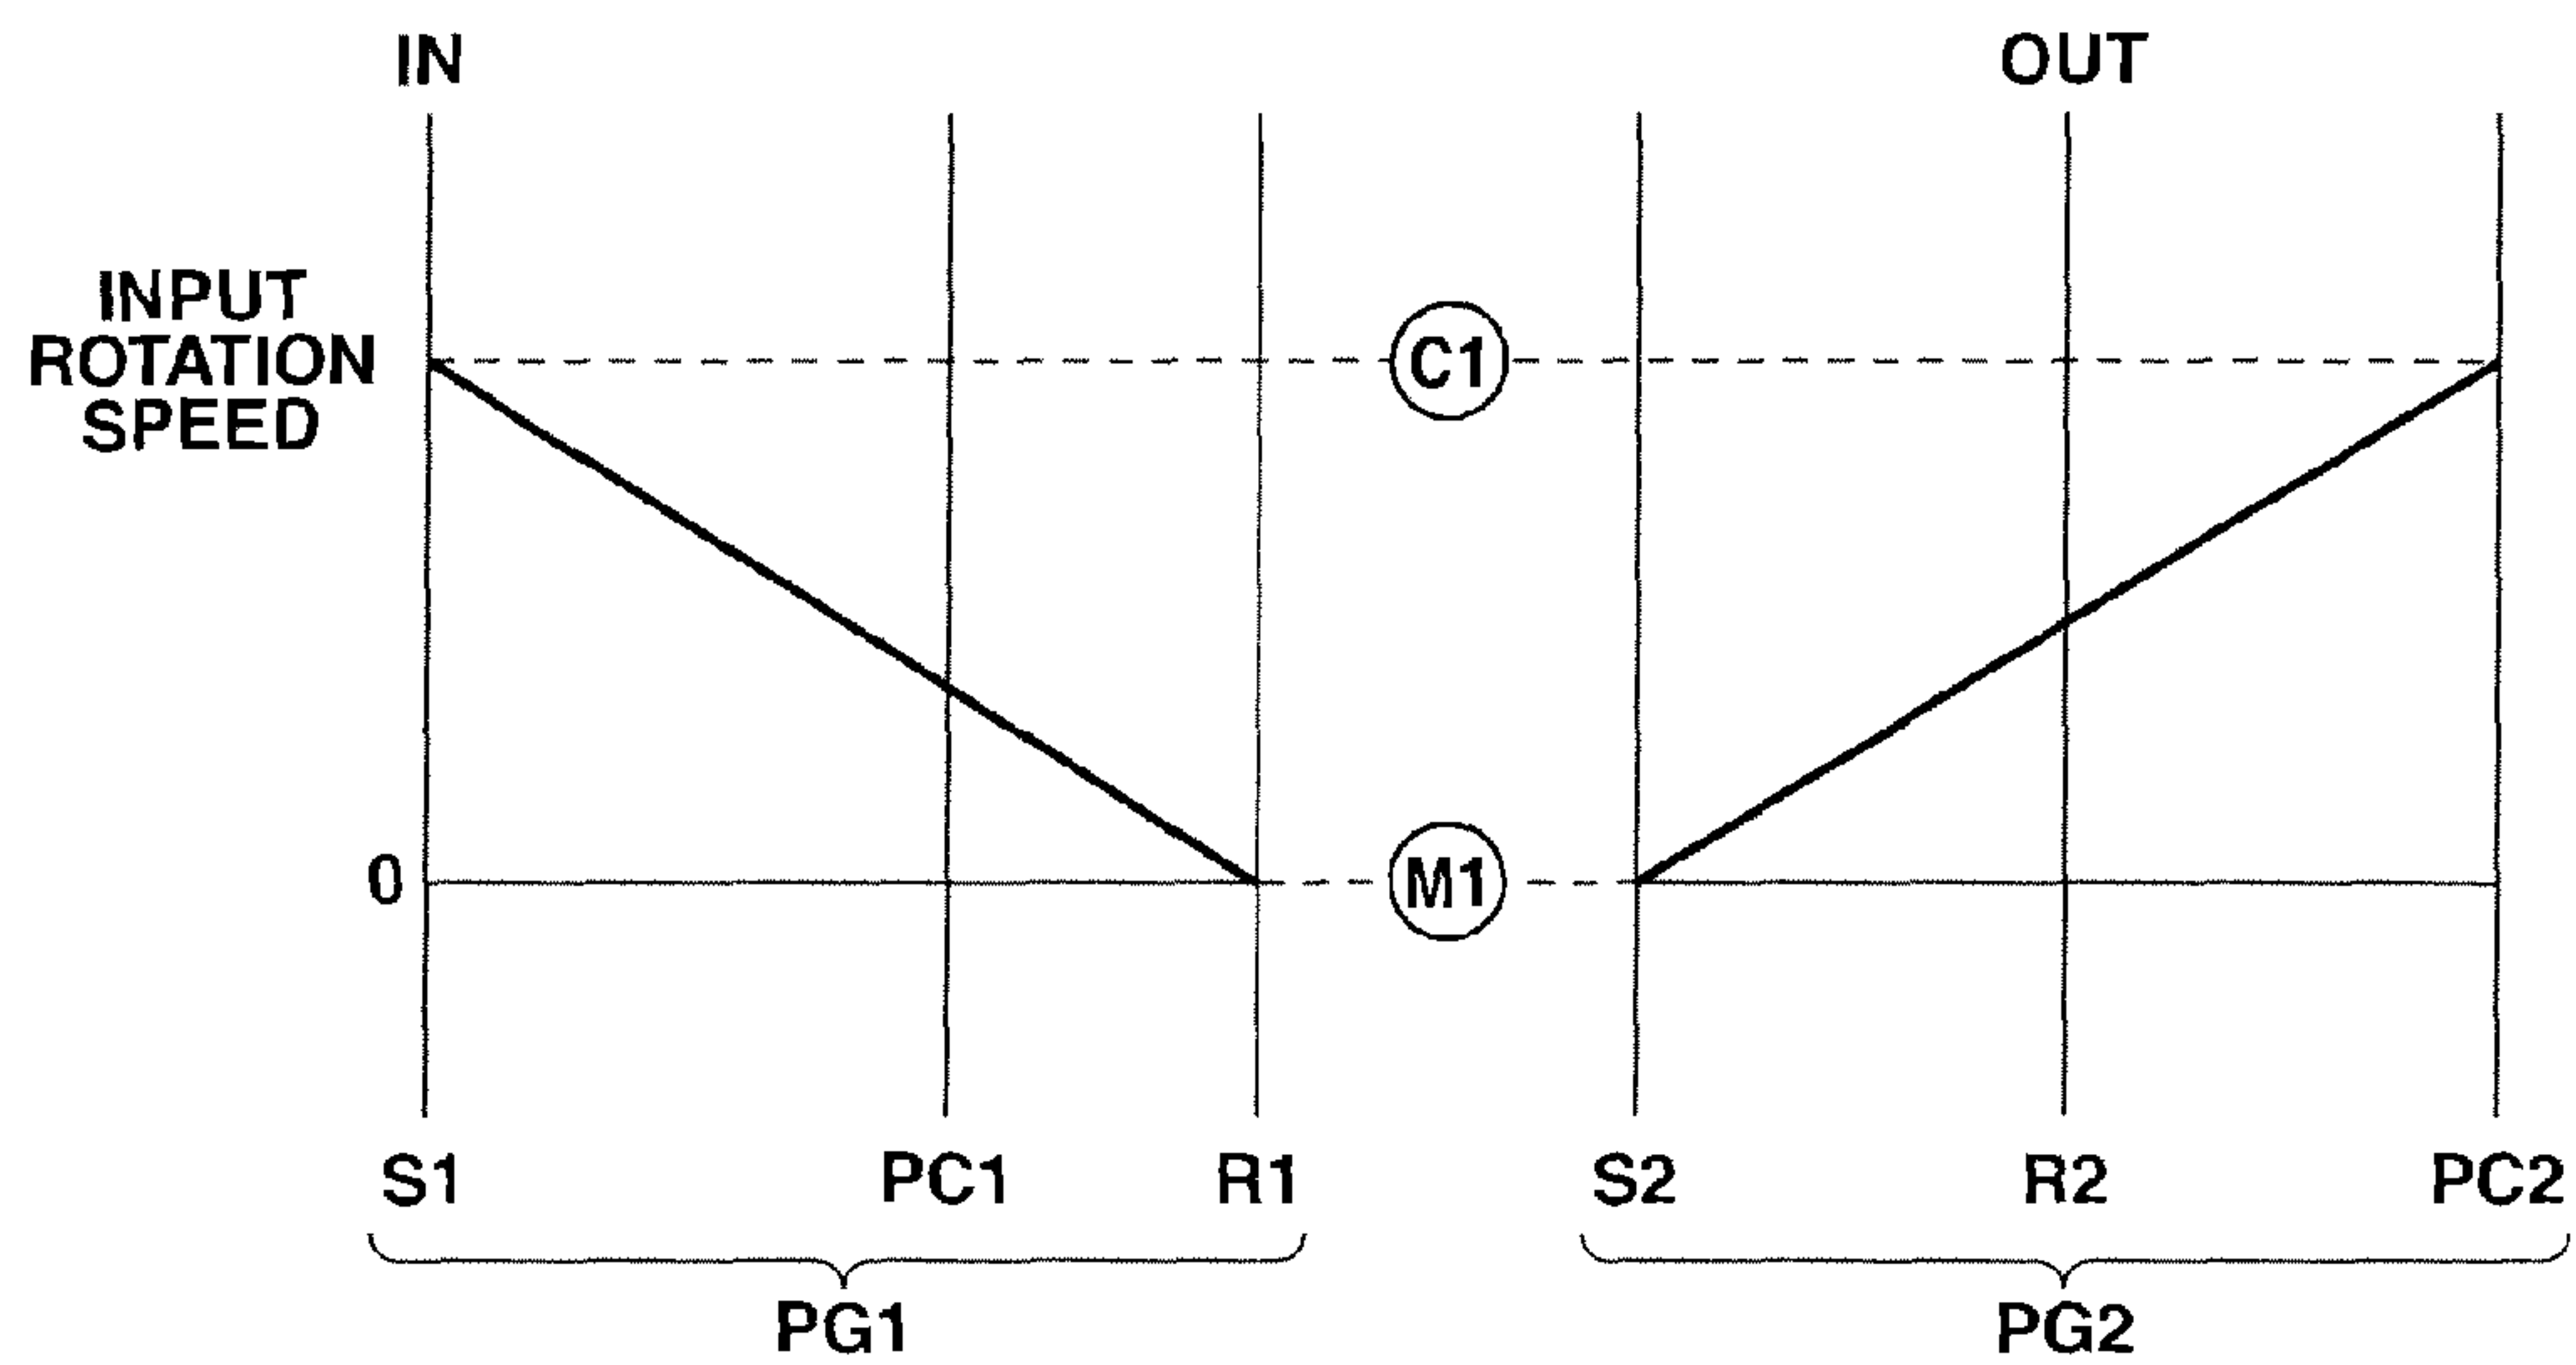 IN
OUT
INPUT
ROTATION
SPEED
C1
0
M1
S1
PC1
R1
S2
R2
PC2
PG1
PG2